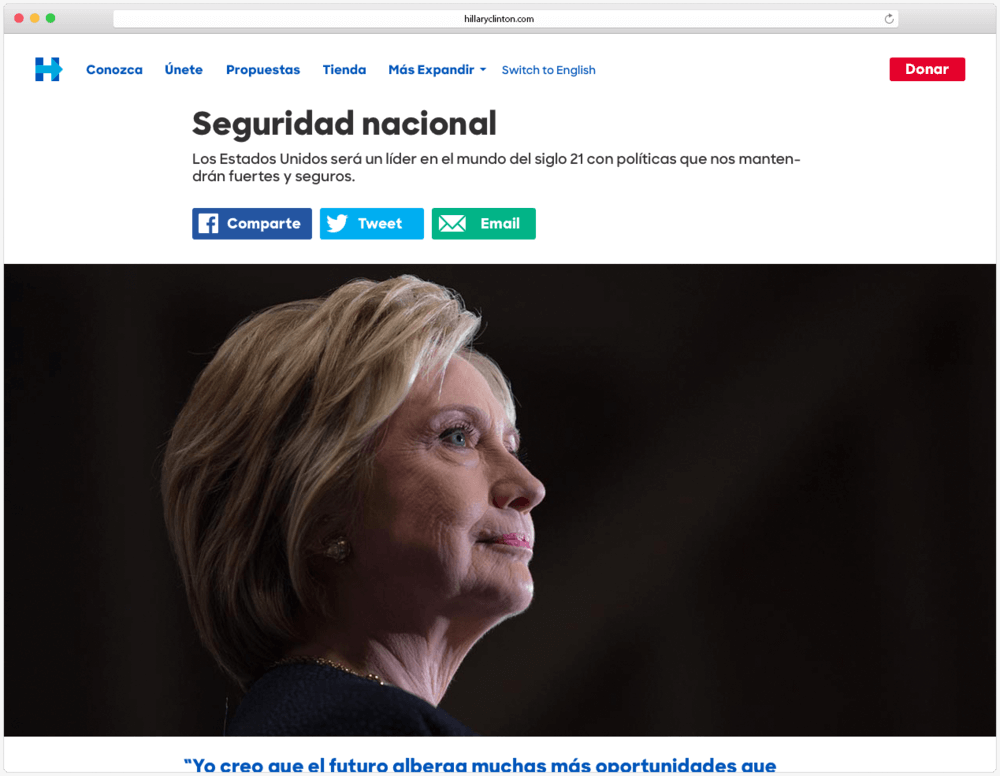 hillaryclinton.com
Conozca Únete Propuestas Tienda Más Expandir Switch to English Donar
Seguridad nacional
Los Estados Unidos será un líder en el mundo del siglo 21 con políticas que nos manten-
drán fuertes y seguros.
Comparte Tweet Email
"Yo creo que el futuro alberga muchas más oportunidades que